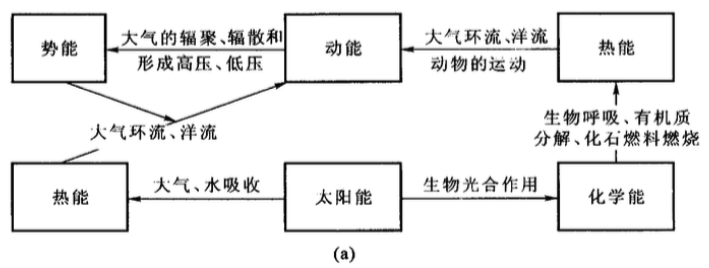 势能
大气的辐聚、辐散和
形成高压、低压
动能
大气环流、洋流
动物的运动
热能
大气环流、洋流
生物呼吸、有机质
分解、化石燃料燃烧
热能
大气、水吸收
太阳能
生物光合作用
化学能
(a)